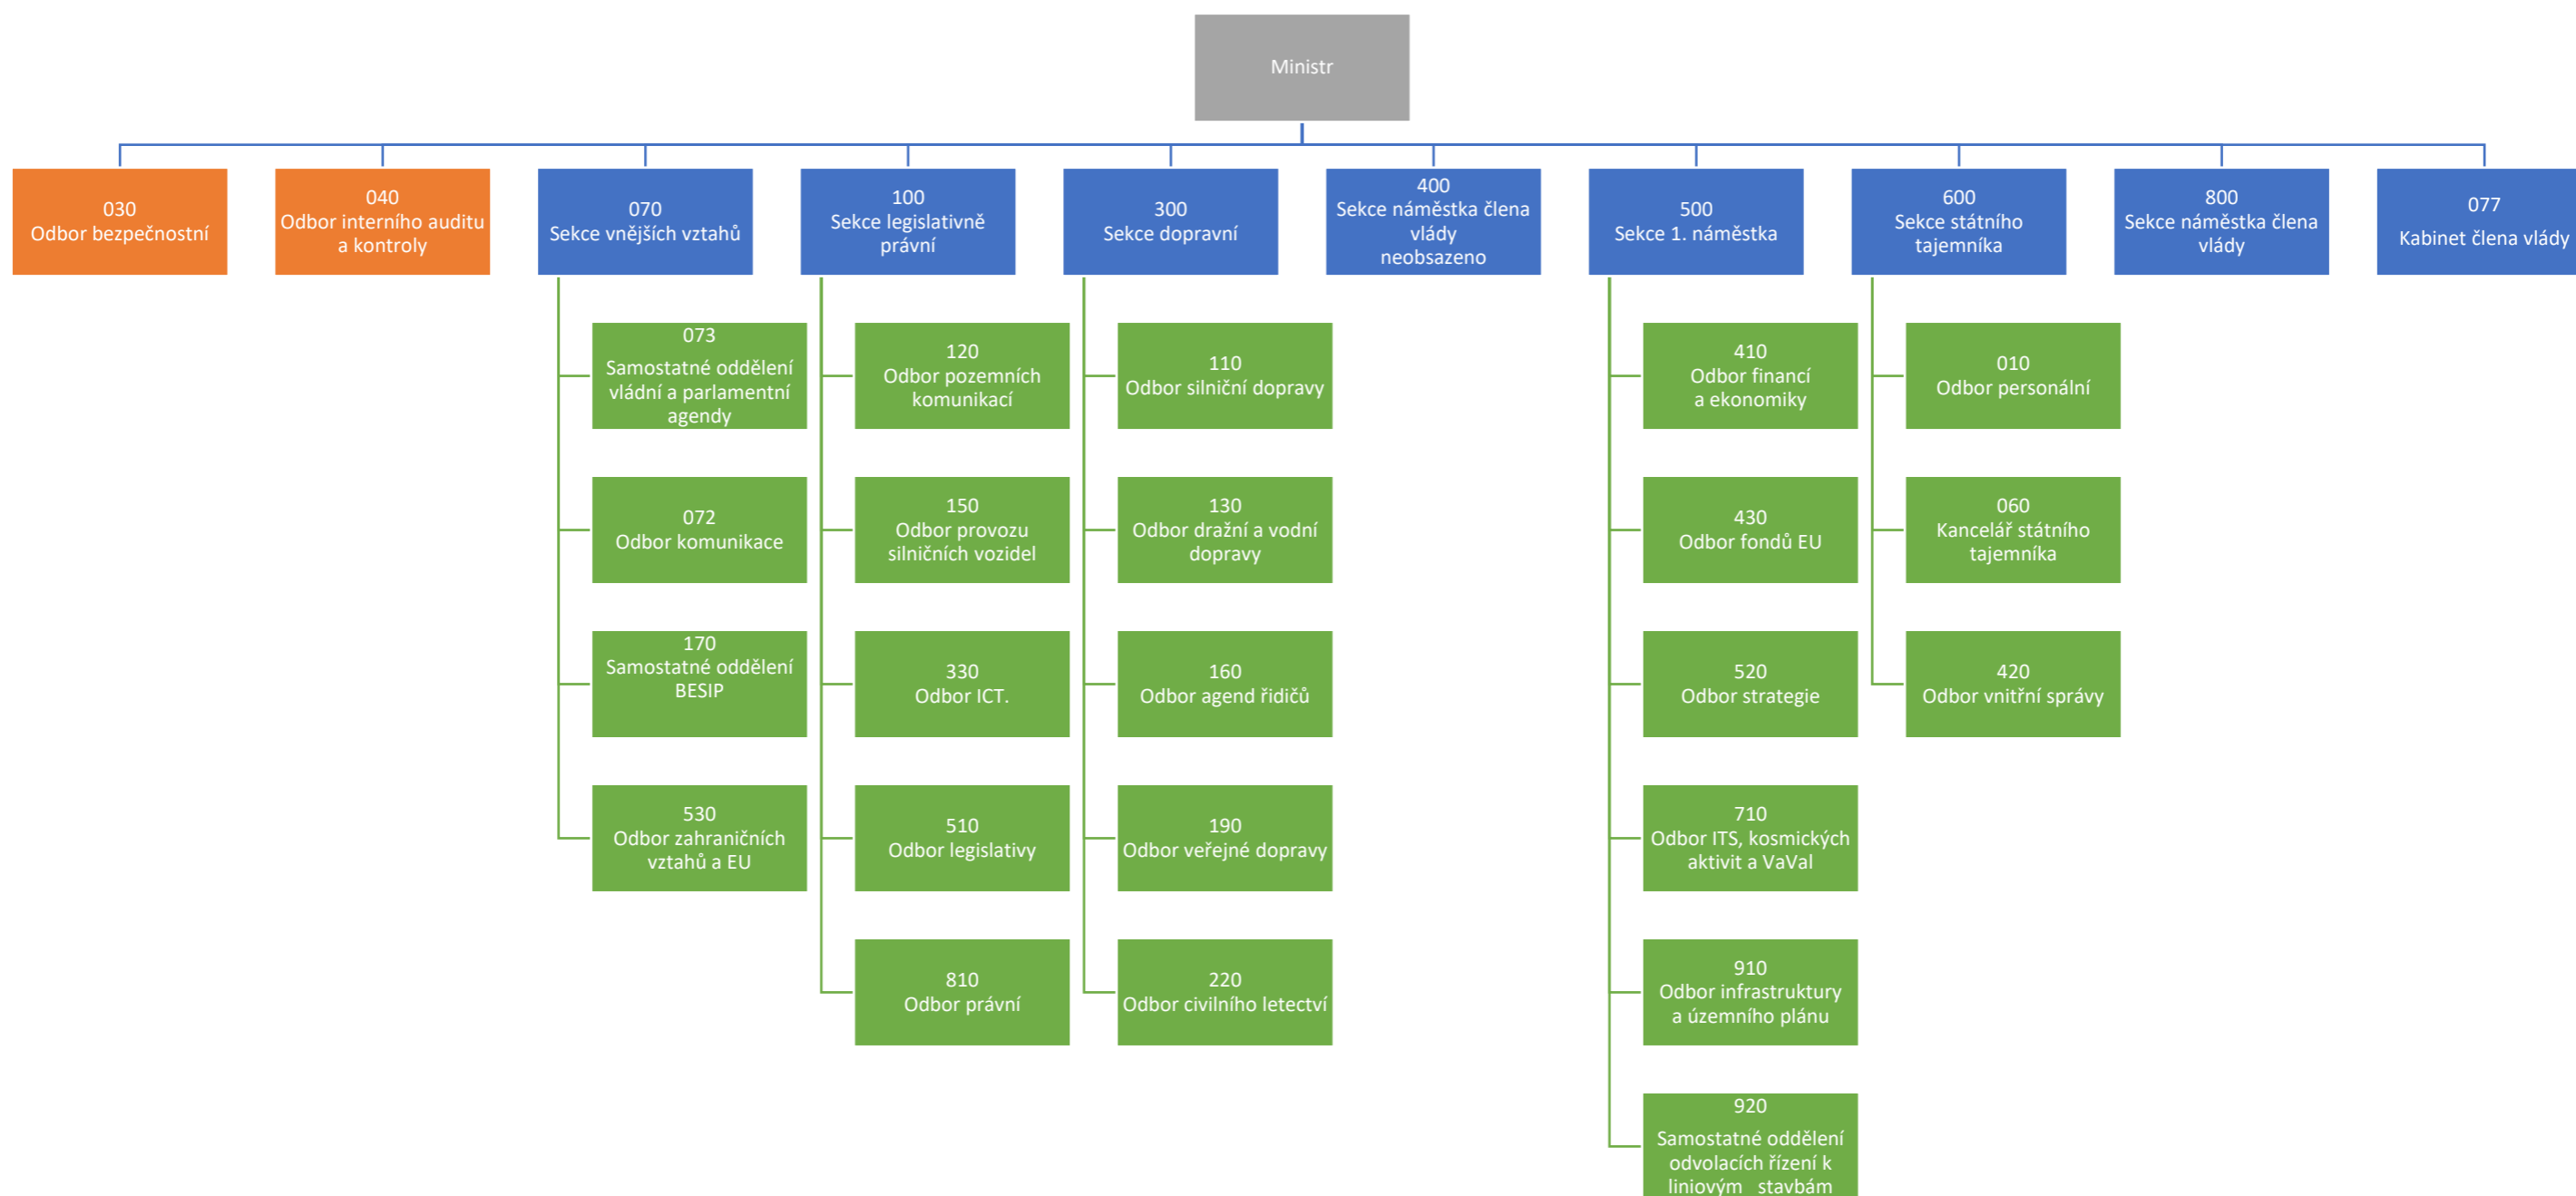 Ministr
030
Odbor bezpečnostní
040
Odbor interního auditu
a kontroly
070
Sekce vnějších vztahů
100
Sekce legislativně
právní
300
Sekce dopravní
400
Sekce náměstka člena
vlády
neobsazeno
500
Sekce 1. náměstka
600
Sekce státního
tajemníka
800
Sekce náměstka člena
vlády
077
Kabinet člena vlády
073
Samostatné oddělení
vládní a parlamentní
agendy
072
Odbor komunikace
170
Samostatné oddělení
BESIP
530
Odbor zahraničních
vztahů a EU
120
Odbor pozemních
komunikací
150
Odbor provozu
silničních vozidel
330
Odbor ICT.
510
Odbor legislativy
810
Odbor právní
110
Odbor silniční dopravy
130
Odbor dražní a vodní
dopravy
160
Odbor agend řidičů
190
Odbor veřejné dopravy
220
Odbor civilního letectví
410
Odbor financí
a ekonomiky
430
Odbor fondů EU
520
Odbor strategie
710
Odbor ITS, kosmických
aktivit a VaVal
910
Odbor infrastruktury
a územního plánu
920
Samostatné oddělení
odvolacích řízení k
liniovým stavbám
010
Odbor personální
060
Kancelář státního
tajemníka
420
Odbor vnitřní správy